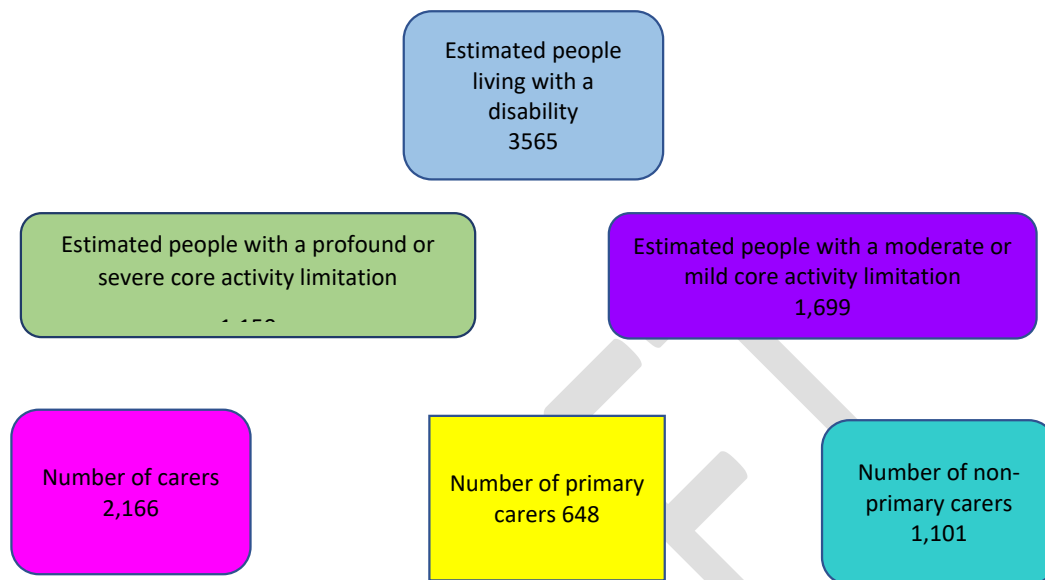 Estimated people
living with a
disability
3565
Estimated people with a profound or
severe core activity limitation
Estimated people with a moderate or
mild core activity limitation
1,699
Number of carers
2,166
Number of primary
carers 648
Number of non-
primary carers
1,101